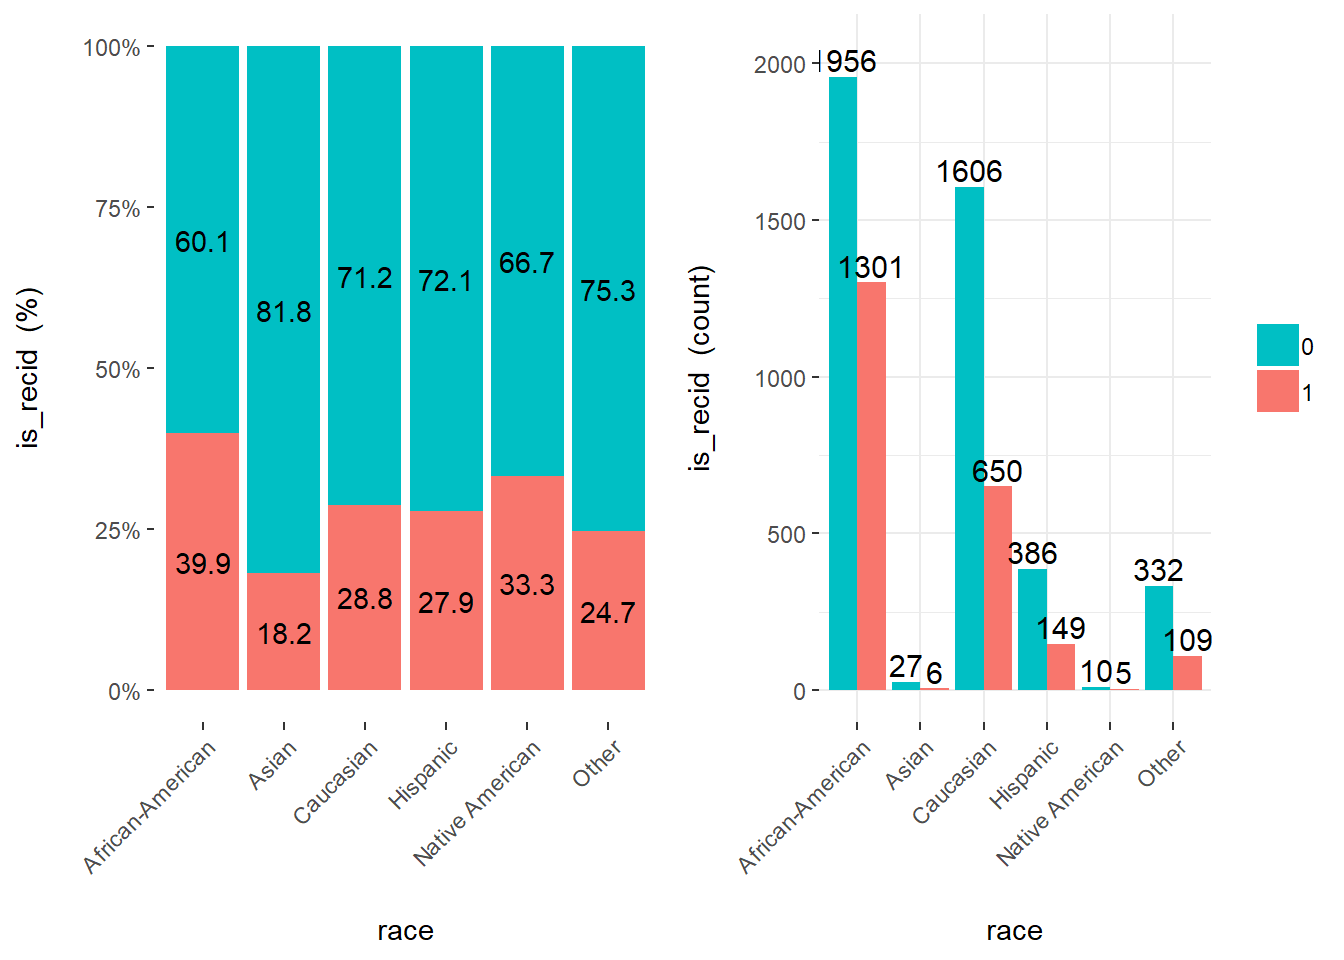 100%
75%
50%
25%
0%
is_recid (%)
60.1
81.8
71.2
72.1
66.7
75.3
39.9
18.2
28.8
27.9
33.3
24.7
African-American
Asian
Caucasian
Hispanic
Native American
Other
race
2000
1500
1000
500
0
is_recid (count)
1956
1301
27
6
1606
650
386
149
10
5
332
109
African-American
Asian
Caucasian
Hispanic
Native American
Other
race
0
1